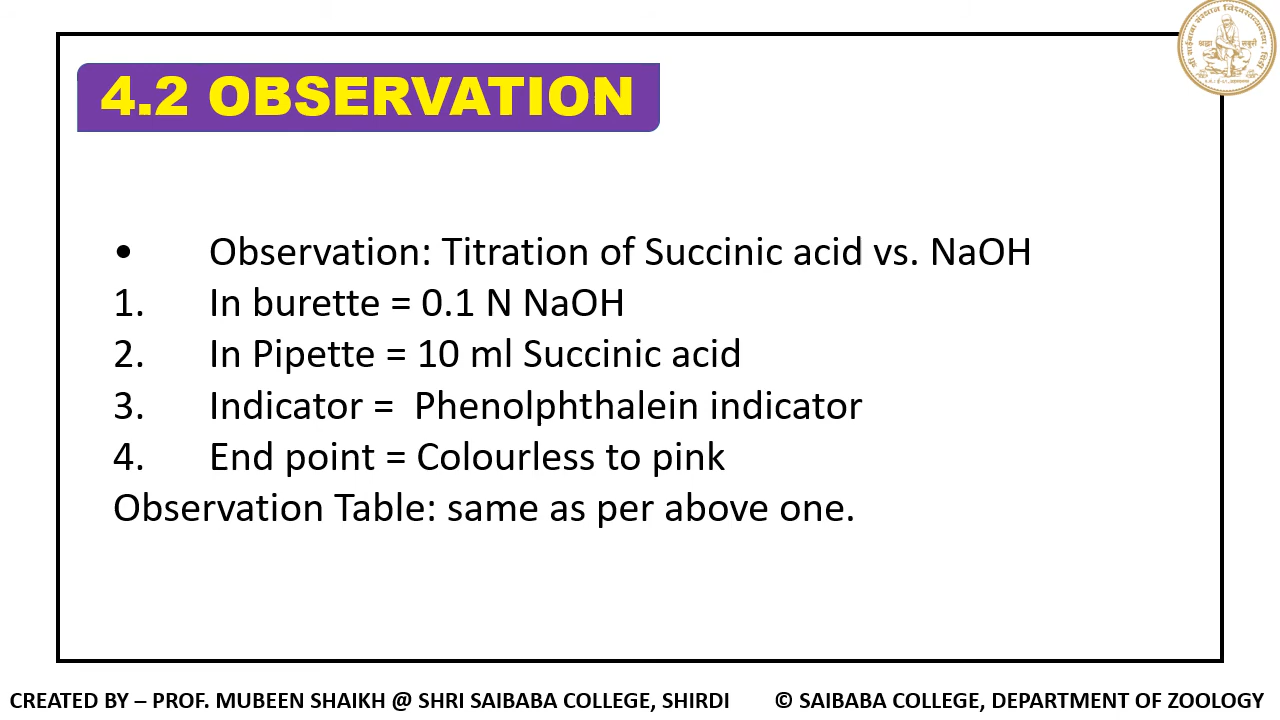 4.2 OBSERVATION
• Observation: Titration of Succinic acid vs. NaOH
1. In burette = 0.1 N NaOH
2. In Pipette = 10 ml Succinic acid
3. Indicator = Phenolphthalein indicator
4. End point = Colourless to pink
Observation Table: same as per above one.
CREATED BY – PROF. MUBEEN SHAIKH @ SHRI SAIBABA COLLEGE, SHIRDI © SAIBABA COLLEGE, DEPARTMENT OF ZOOLOGY
श्रद्धा सबुरी